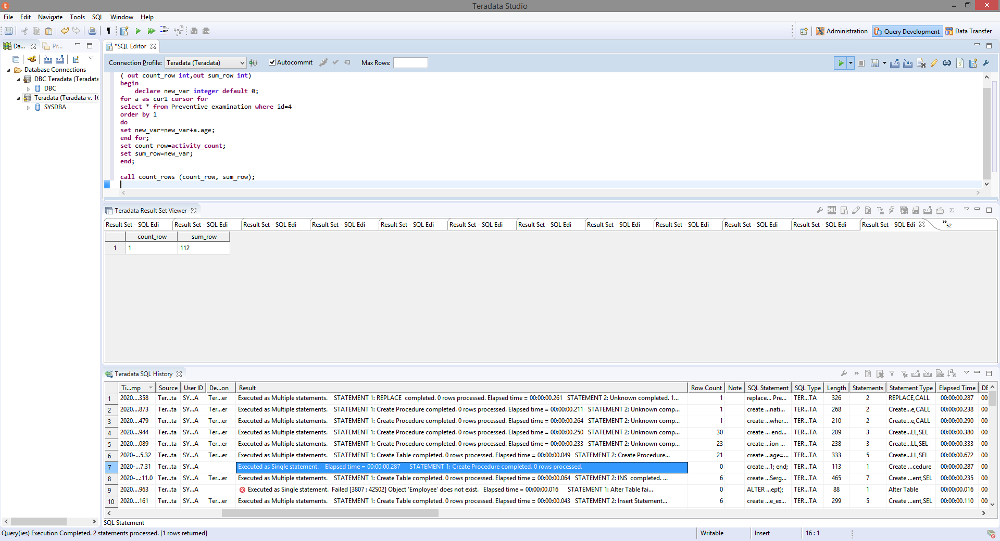 Teradata Studio
File Edit Navigate Tools SQL Window Help
Administration Query Development Data Transfer
Da... Pr... *SQL Editor
Connection Profile: Teradata (Teradata) Autocommit Max Rows:
Database Connections
DBC Teradata (Teradata
DBC
Teradata (Teradata v. 16
SYSDBA
( out count_row int,out sum_row int)
begin
declare new_var integer default 0;
for a as cur1 cursor for
select * from Preventive_examination where id=4
order by 1
do
set new_var=new_var+a.age;
end for;
set count_row=activity_count;
set sum_row=new_var;
end;
call count_rows (count_row, sum_row);
Teradata Result Set Viewer
Result Set - SQL Edi Result Set - SQL Edi Result Set - SQL Edi Result Set - SQL Edi Result Set - SQL Edi Result Set - SQL Edi Result Set - SQL Edi Result Set - SQL Edi Result Set - SQL Edi Result Set - SQL Edi Result Set - SQL Edi Result Set - SQL Edi » 52
count_row sum_row
1 1 112
Teradata SQL History
Ti...mp Source User ID De...on Result Row Count Note SQL Statement SQL Type Length Statements Statement Type Elapsed Time DE
1 2020....358 Ter...ta SY...A Ter...er Executed as Multiple statements. STATEMENT 1: REPLACE completed. 0 rows processed. Elapsed time = 00:00:00.261 STATEMENT 2: Unknown completed. 1... 1 replace... Pre... TER...TA 326 2 REPLACE,CALL 00:00:00.287 00:
2 2020....873 Ter...ta SY...A Ter...er Executed as Multiple statements. STATEMENT 1: Create Procedure completed. 0 rows processed. Elapsed time = 00:00:00.211 STATEMENT 2: Unknown comp... 1 create ...nati... TER...TA 268 2 Create...e,CALL 00:00:00.238 00:
3 2020....479 Ter...ta SY...A Ter...er Executed as Multiple statements. STATEMENT 1: Create Procedure completed. 0 rows processed. Elapsed time = 00:00:00.264 STATEMENT 2: Unknown comp... 1 create ...wher... TER...TA 210 2 Create...e,CALL 00:00:00.290 00:
4 2020....944 Ter...ta SY...A Ter...er Executed as Multiple statements. STATEMENT 1: Create Procedure completed. 0 rows processed. Elapsed time = 00:00:00.250 STATEMENT 2: Unknown comp... 30 create ... end... TER...TA 209 3 Create...LL,SEL 00:00:00.380 00:
5 2020....089 Ter...ta SY...A Ter...er Executed as Multiple statements. STATEMENT 1: Create Procedure completed. 0 rows processed. Elapsed time = 00:00:00.233 STATEMENT 2: Unknown comp... 23 create ...ion ... TER...TA 238 3 Create...LL,SEL 00:00:00.333 00:
6 2020-...5.32 Ter...ta SY...A Ter...er Executed as Multiple statements. STATEMENT 1: Create Table completed. 0 rows processed. Elapsed time = 00:00:00.049 STATEMENT 2: Create Procedure... 21 create ...age=... TER...TA 333 5 Create...LL,SEL 00:00:00.672 00:
7 2020-...7.31 Ter...ta SY...A Executed as Single statement. Elapsed time = 00:00:00.287 STATEMENT 1: Create Procedure completed. 0 rows processed. 0 create ...1; end; TER...TA 113 1 Create ...cedure 00:00:00.287 00:
8 2020-...:11.0 Ter...ta SY...A Ter...er Executed as Multiple statements. STATEMENT 1: Create Table completed. 0 rows processed. Elapsed time = 00:00:00.064 STATEMENT 2: INS completed. ... 6 create ...Serg... TER...TA 465 7 Create ...ent,SEL 00:00:00.235 00:
9 2020....963 Ter...ta SY...A Executed as Single statement. Failed [3807 : 42S02] Object 'Employee' does not exist. Elapsed time = 00:00:00.016 STATEMENT 1: Alter Table fai... 0 ALTER ...ept); TER...TA 88 1 Alter Table 00:00:00.016 00:
10 2020....161 Ter...ta SY...A Ter...er Executed as Multiple statements. STATEMENT 1: Create Table completed. 0 rows processed. Elapsed time = 00:00:00.043 STATEMENT 2: Insert Statement... 6 create ...e_ex... TER...TA 299 5 Create ...ent,SEL 00:00:00.110 00:
SQL Statement
Query(ies) Execution Completed. 2 statements processed. [1 rows returned] Writable Insert 16 : 1